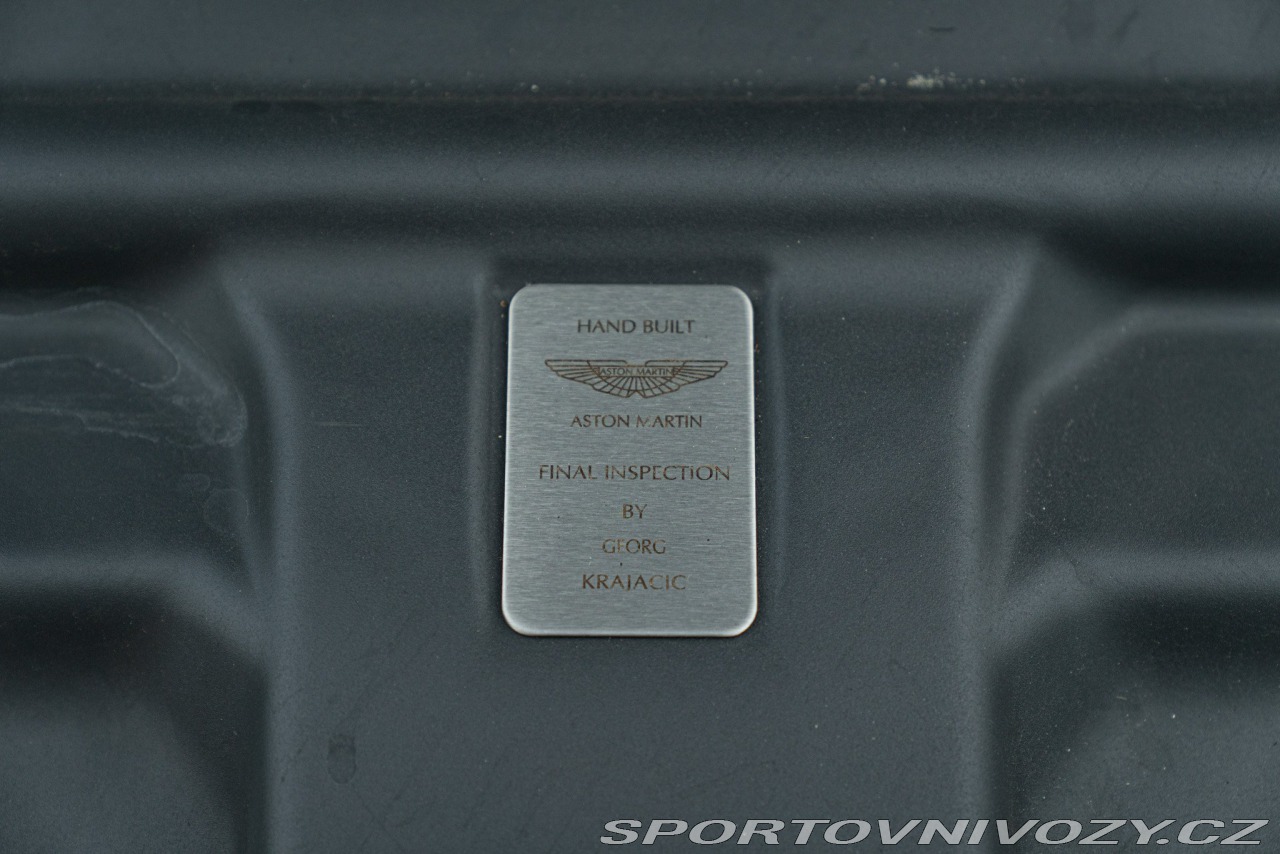 HAND BUILT
ASTON MARTIN
ASTON MARTIN
FINAL INSPECTION
BY
GEORG
KRAJACIC
SPORTOVNIVOZY.CZ